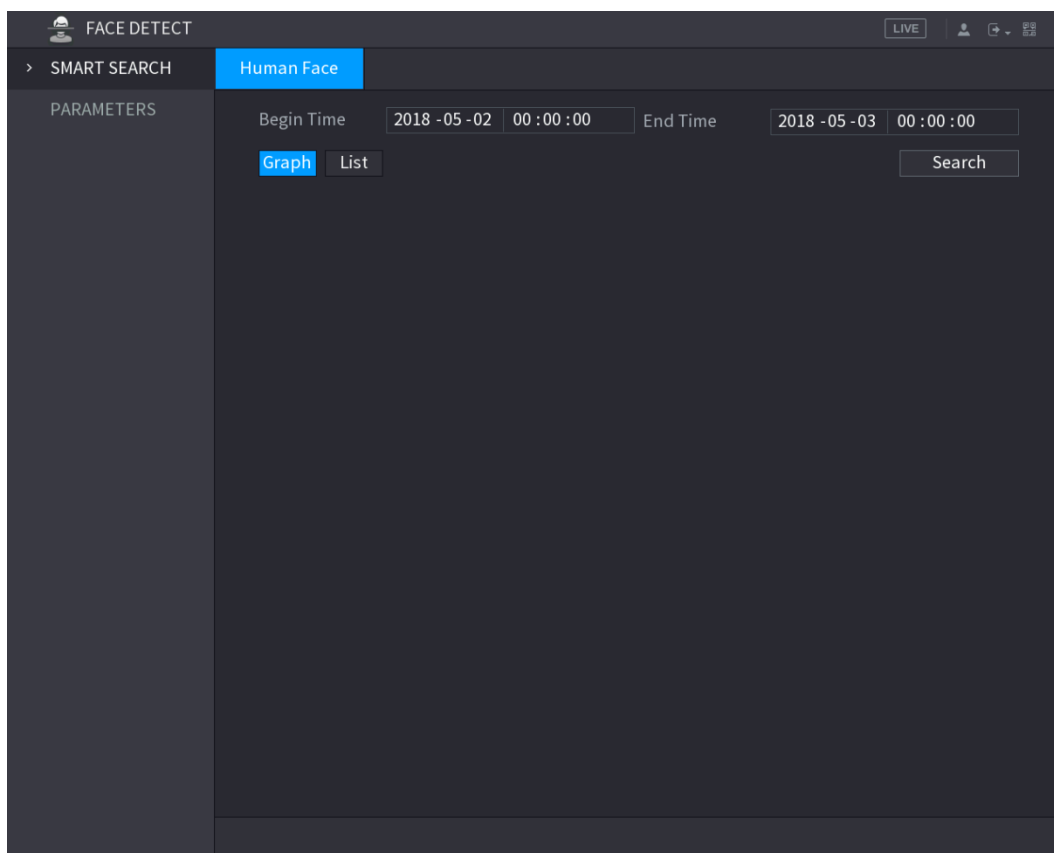 FACE DETECT LIVE
> SMART SEARCH Human Face
PARAMETERS
Begin Time 2018 -05 -02 00 :00 :00 End Time 2018 -05 -03 00 :00 :00
Graph List Search